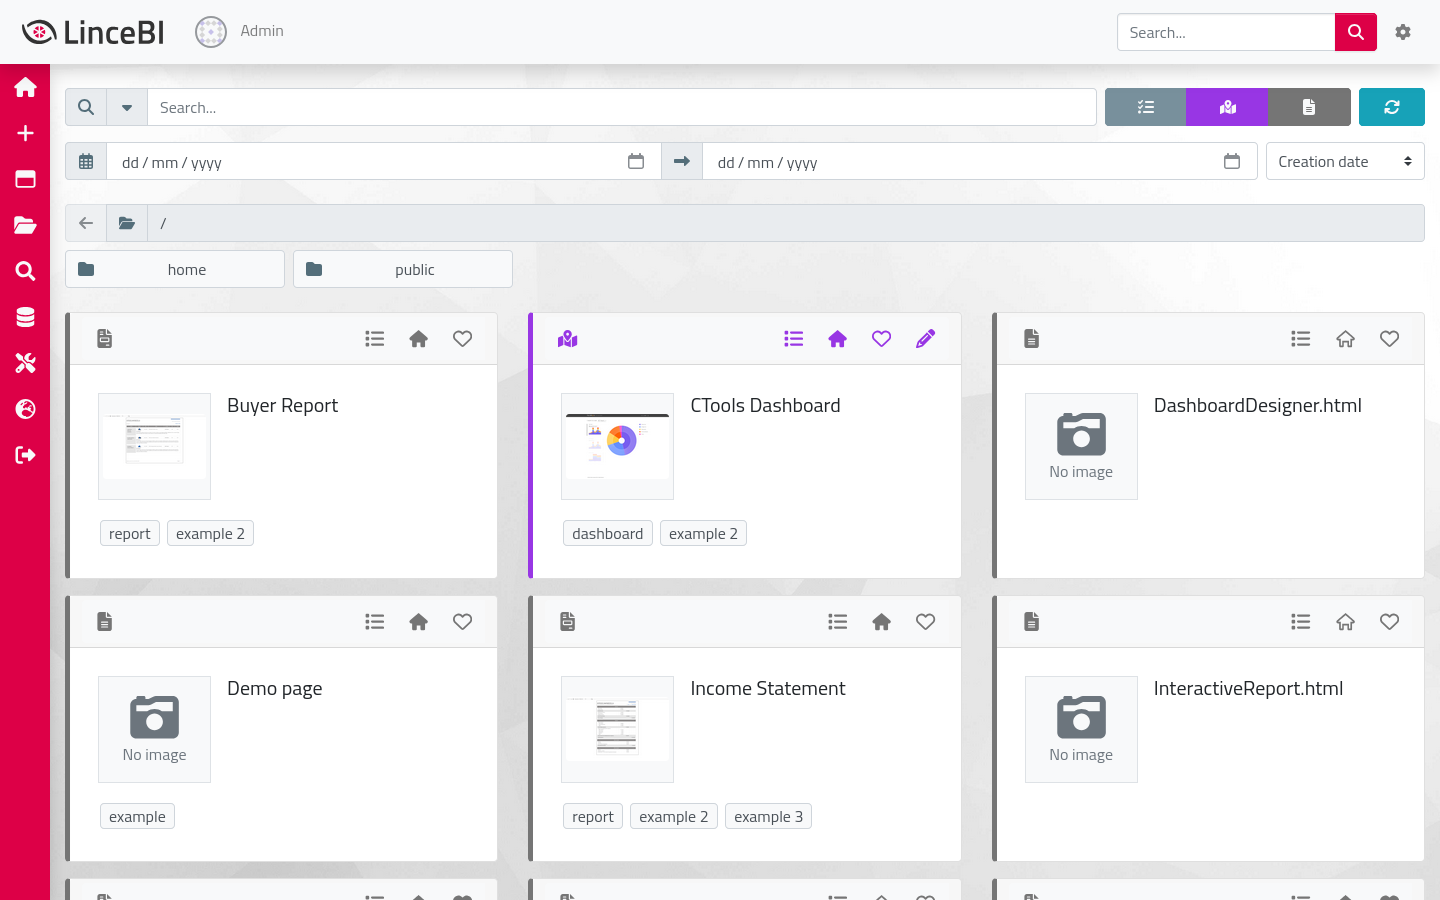 LinceBI
Admin
Search...
Search...
dd / mm / yyyy
dd / mm / yyyy
Creation date
/
home
public
Buyer Report
report
example 2
CTools Dashboard
dashboard
example 2
DashboardDesigner.html
No image
Demo page
No image
example
Income Statement
report
example 2
example 3
InteractiveReport.html
No image